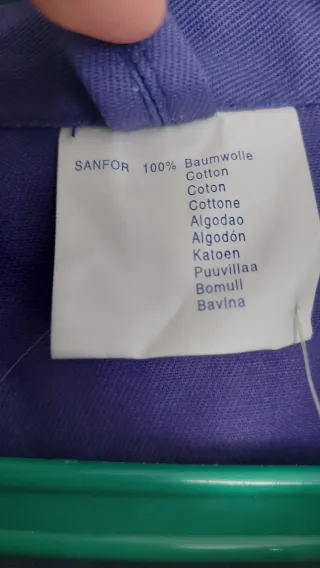 SANFOR 100% Baumwolle
Cotton
Coton
Cottone
Algodao
Algodón
Katoen
Puuvillaa
Bomull
Bavlna